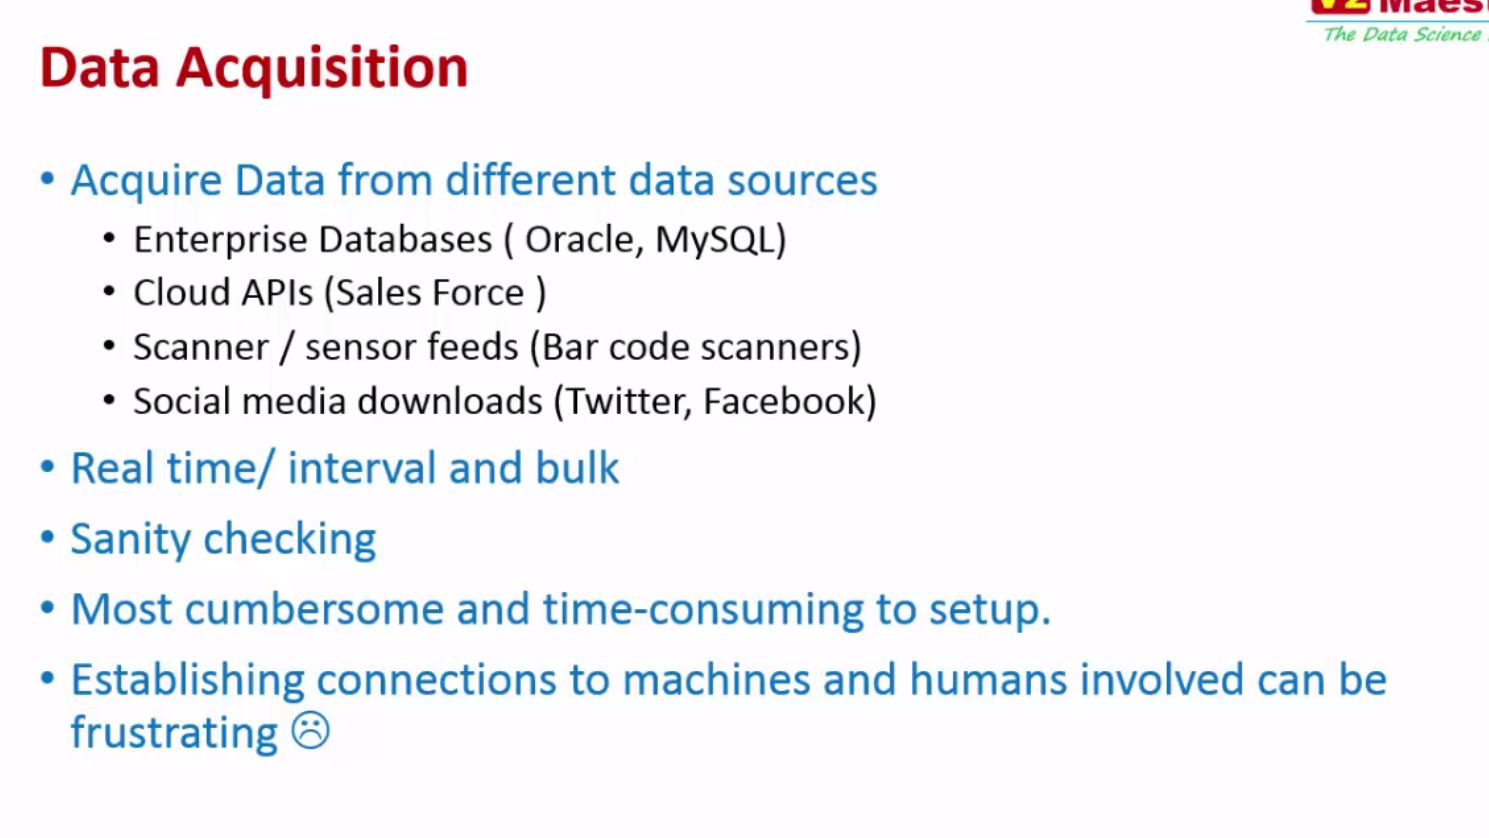 V2 Maest
The Data Science
Data Acquisition
• Acquire Data from different data sources
• Enterprise Databases ( Oracle, MySQL)
• Cloud APIs (Sales Force )
• Scanner / sensor feeds (Bar code scanners)
• Social media downloads (Twitter, Facebook)
• Real time/ interval and bulk
• Sanity checking
• Most cumbersome and time-consuming to setup.
• Establishing connections to machines and humans involved can be
frustrating ☹